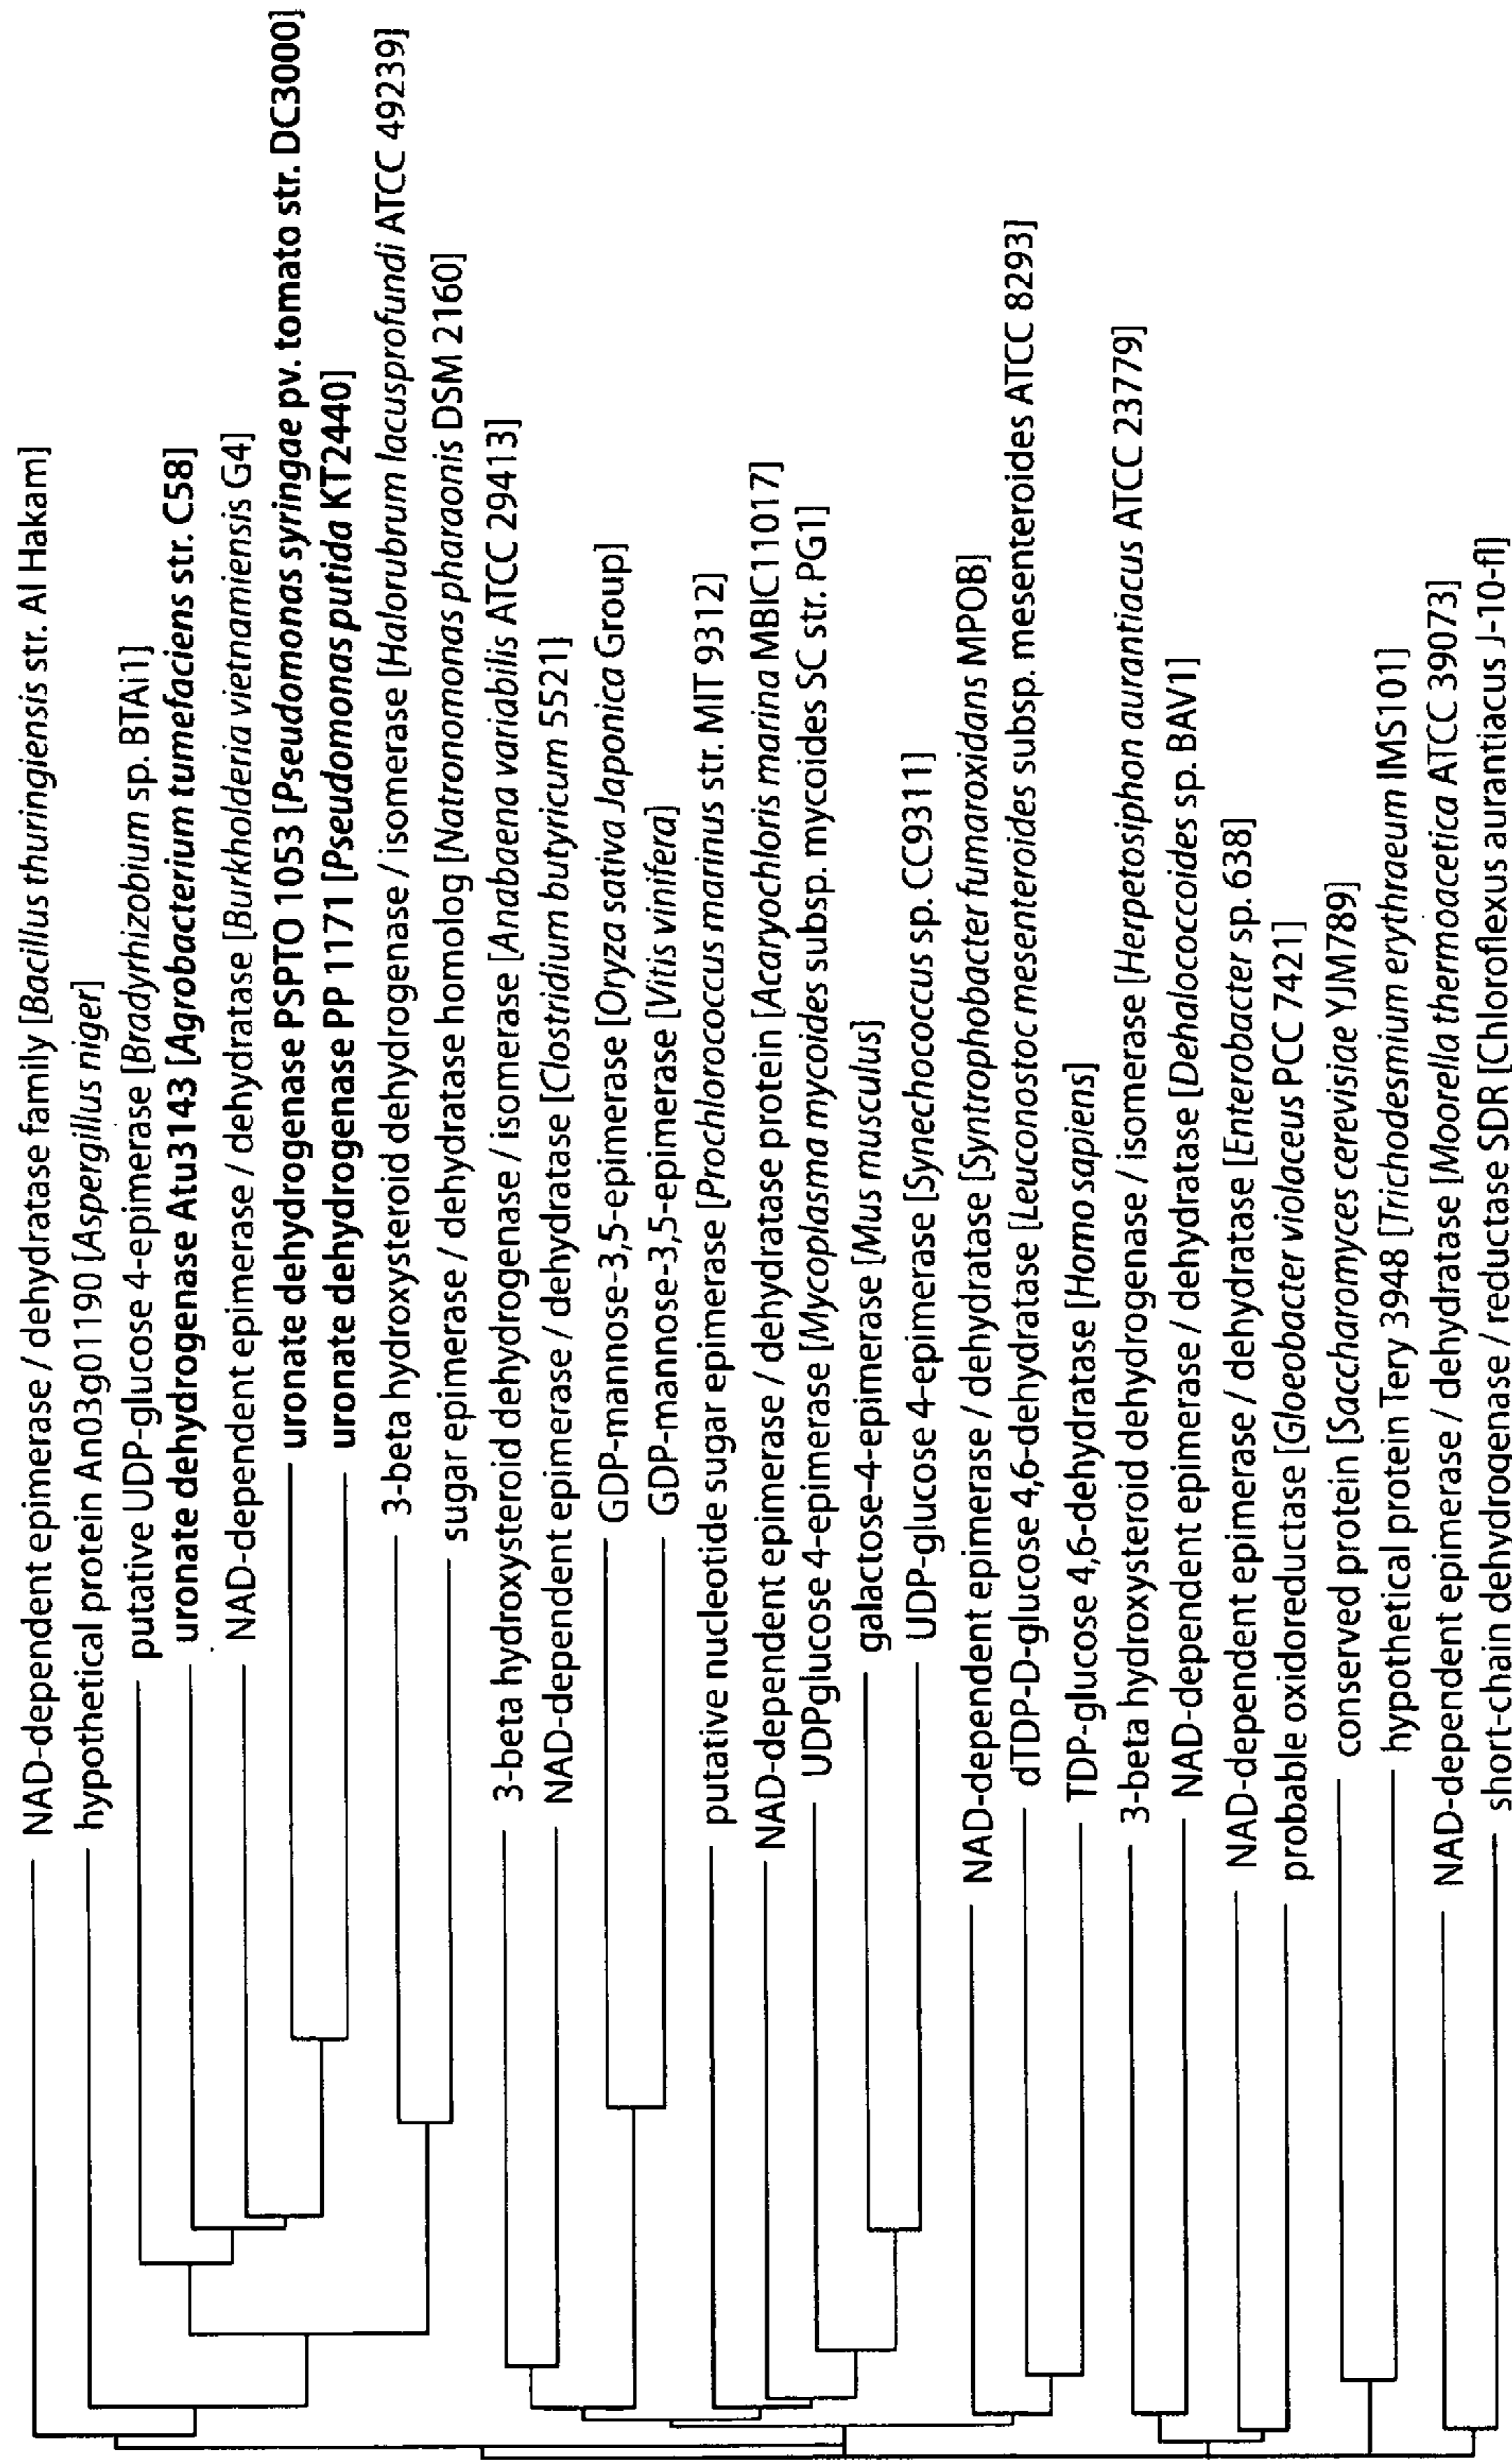 NAD-dependent epimerase / dehydratase family [Bacillus thuringiensis str. Al Hakam]
hypothetical protein An03g01190 [Aspergillus niger]
putative UDP-glucose 4-epimerase [Bradyrhizobium sp. BTAi1]
uronate dehydrogenase Atu3143 [Agrobacterium tumefaciens str. C58]
NAD-dependent epimerase / dehydratase [Burkholderia vietnamiensis G4]
uronate dehydrogenase PSPTO 1053 [Pseudomonas syringae pv. tomato str. DC3000]
uronate dehydrogenase PP 1171 [Pseudomonas putida KT2440]
3-beta hydroxysteroid dehydrogenase / isomerase [Halorubrum lacusprofundi ATCC 49239]
sugar epimerase / dehydratase homolog [Natronomonas pharaonis DSM 2160]
3-beta hydroxysteroid dehydrogenase / isomerase [Anabaena variabilis ATCC 29413]
NAD-dependent epimerase / dehydratase [Clostridium butyricum 5521]
GDP-mannose-3,5-epimerase [Oryza sativa Japonica Group]
GDP-mannose-3,5-epimerase [Vitis vinifera]
putative nucleotide sugar epimerase [Prochlorococcus marinus str. MIT 9312]
NAD-dependent epimerase / dehydratase protein [Acaryochloris marina MBIC11017]
UDPglucose 4-epimerase [Mycoplasma mycoides subsp. mycoides SC str. PG1]
galactose-4-epimerase [Mus musculus]
UDP-glucose 4-epimerase [Synechococcus sp. CC9311]
NAD-dependent epimerase / dehydratase [Syntrophobacter fumaroxidans MPOB]
dTDP-D-glucose 4,6-dehydratase [Leuconostoc mesenteroides subsp. mesenteroides ATCC 8293]
TDP-glucose 4,6-dehydratase [Homo sapiens]
3-beta hydroxysteroid dehydrogenase / isomerase [Herpetosiphon aurantiacus ATCC 23779]
NAD-dependent epimerase / dehydratase [Dehalococcoides sp. BAV1]
NAD-dependent epimerase / dehydratase [Enterobacter sp. 638]
probable oxidoreductase [Gloeobacter violaceus PCC 7421]
conserved protein [Saccharomyces cerevisiae YJM789]
hypothetical protein Tery 3948 [Trichodesmium erythraeum IMS101]
NAD-dependent epimerase / dehydratase [Moorella thermoacetica ATCC 39073]
short-chain dehydrogenase / reductase SDR [Chloroflexus aurantiacus J-10-fl]